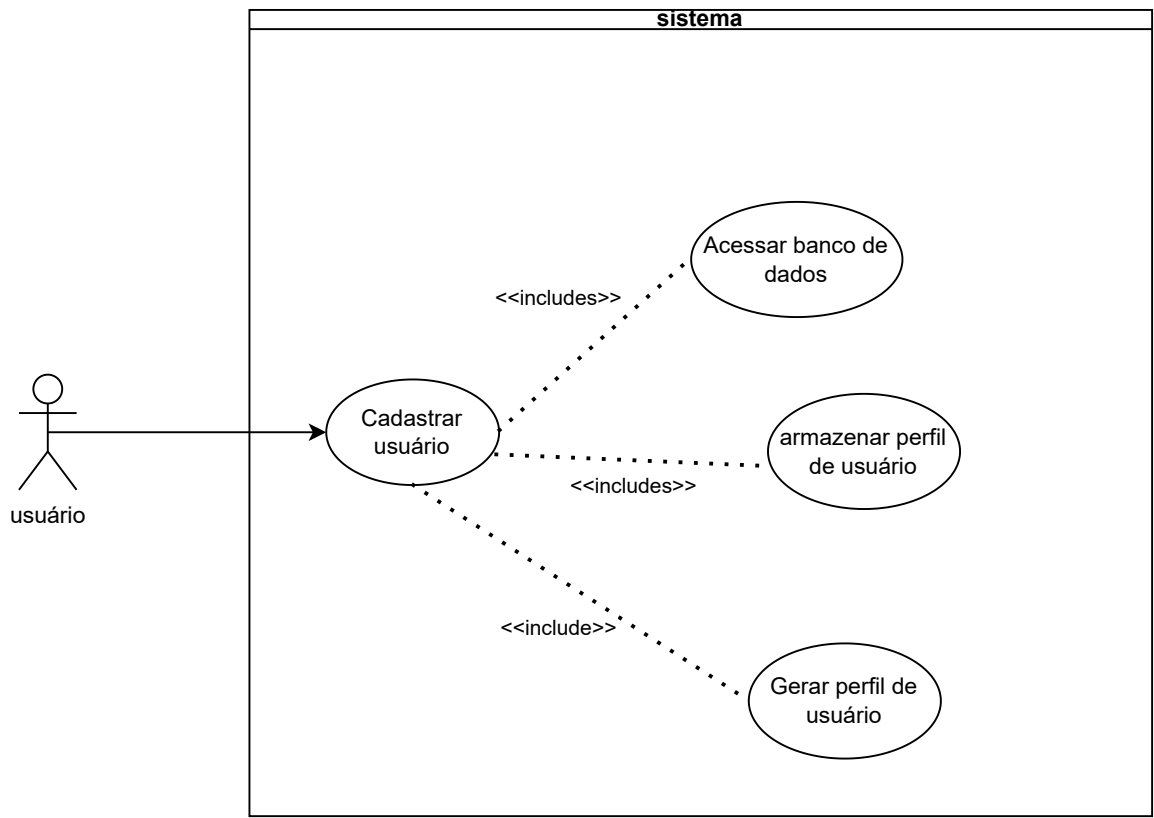 sistema
Acessar banco de
dados
<<includes>>
Cadastrar
usuário
armazenar perfil
de usuário
<<includes>>
usuário
<<include>>
Gerar perfil de
usuário